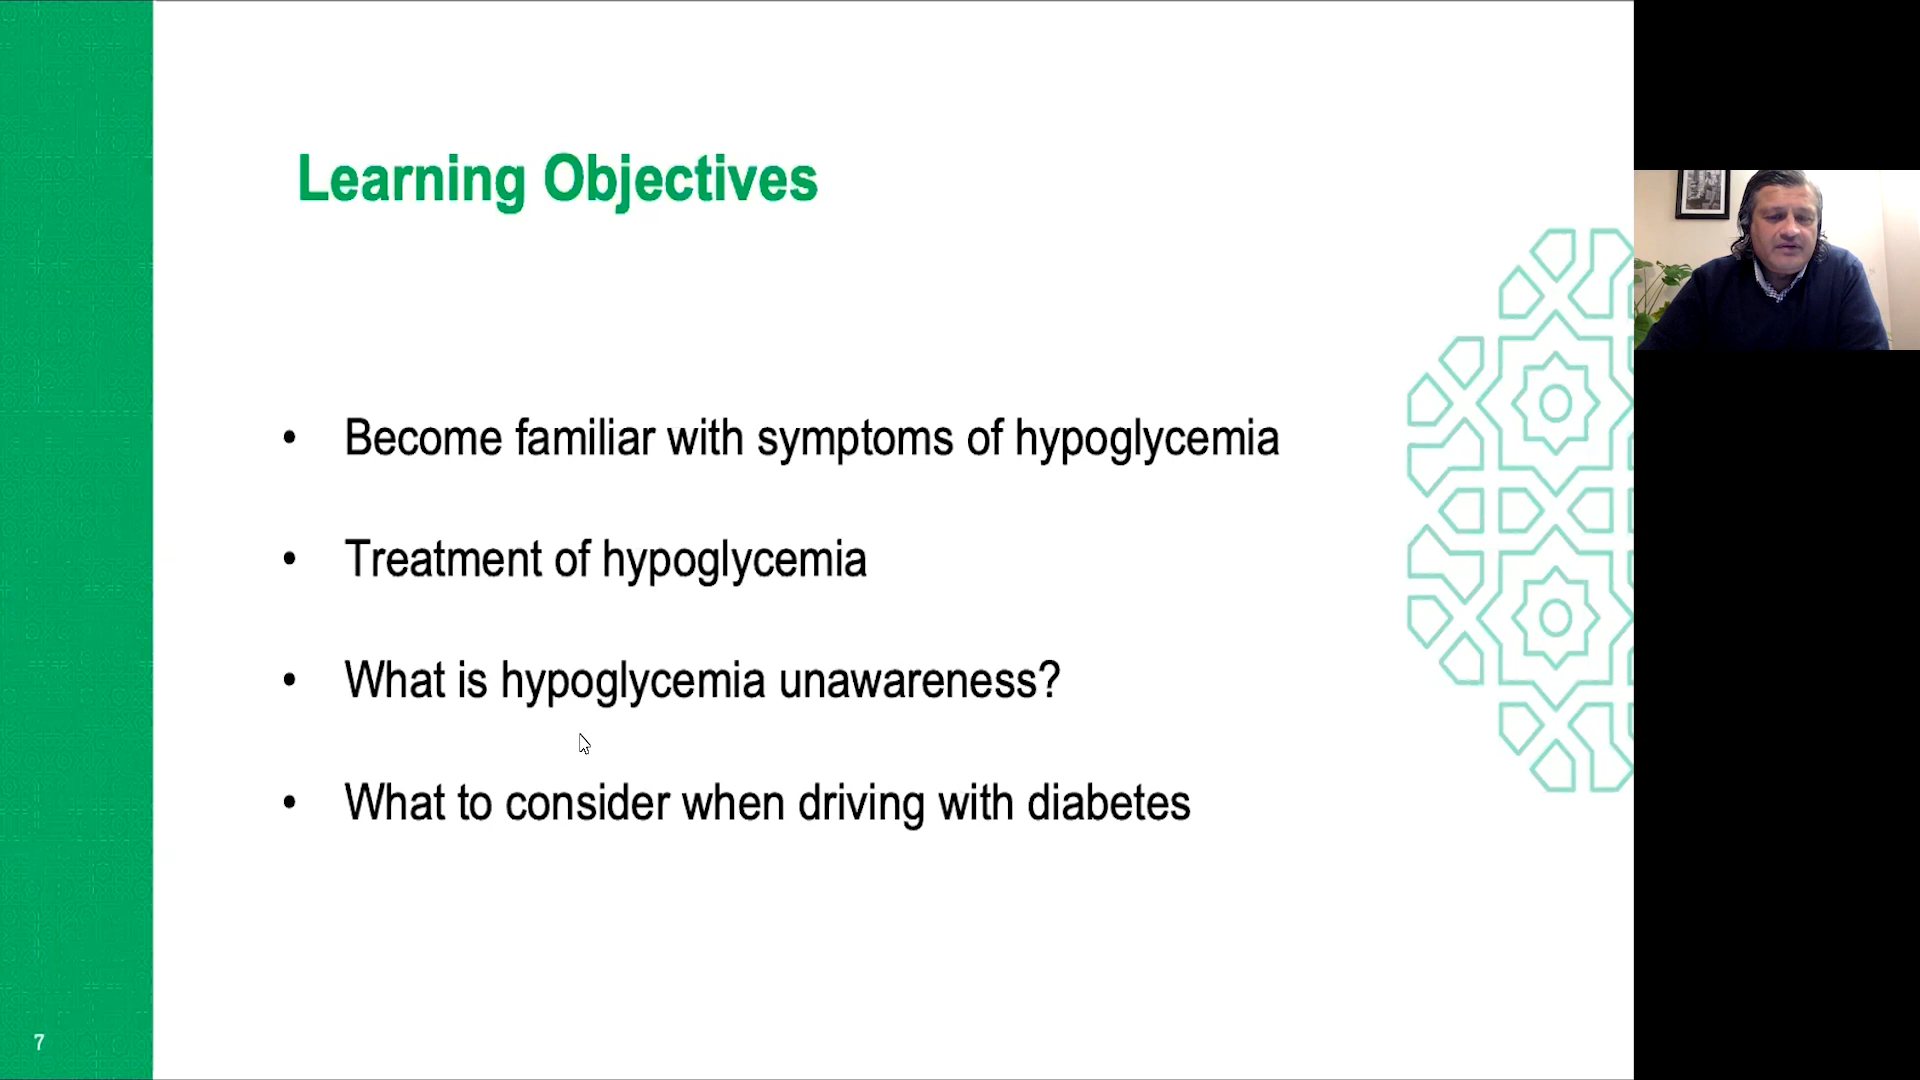 Learning Objectives
• Become familiar with symptoms of hypoglycemia
• Treatment of hypoglycemia
• What is hypoglycemia unawareness?
• What to consider when driving with diabetes
7